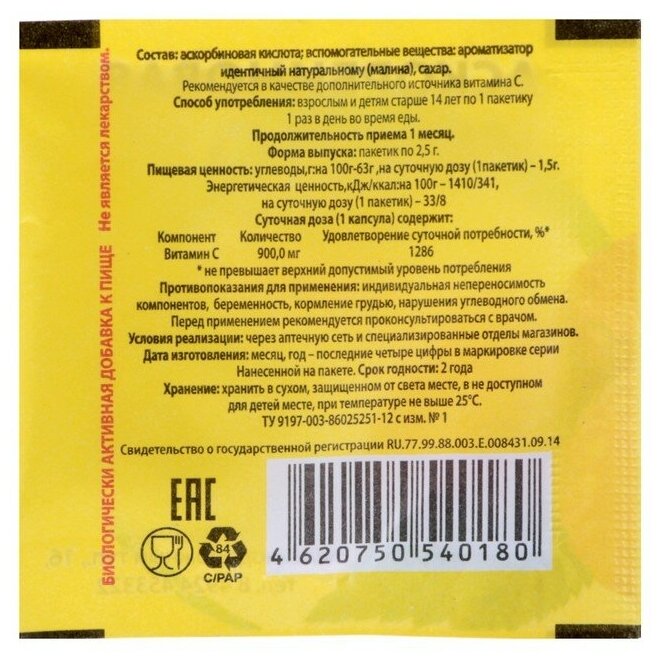 Состав: аскорбиновая кислота; вспомогательные вещества: ароматизатор
идентичный натуральному (малина), сахар.
Рекомендуется в качестве дополнительного источника витамина С.
Способ употребления: взрослым и детям старше 14 лет по 1 пакетику
1 раз в день во время еды.
Продолжительность приема 1 месяц.
Форма выпуска: пакетик по 2,5 г.
Пищевая ценность: углеводы,г:на 100г-63г ,на суточную дозу (1пакетик) – 1,5г.
Энергетическая ценность,кДж/ккал:на 100г – 1410/341,
на суточную дозу (1 пакетик) – 33/8
Суточная доза (1 капсула) содержит:
Компонент Количество Удовлетворение суточной потребности, %*
Витамин С 900,0 мг 1286
* не превышает верхний допустимый уровень потребления
Противопоказания для применения: индивидуальная непереносимость
компонентов, беременность, кормление грудью, нарушения углеводного обмена.
Перед применением рекомендуется проконсультироваться с врачом.
Условия реализации: через аптечную сеть и специализированные отделы магазинов.
Дата изготовления: месяц, год – последние четыре цифры в маркировке серии
Нанесенной на пакете. Срок годности: 2 года
Хранение: хранить в сухом, защищенном от света месте, в не доступном
для детей месте, при температуре не выше 25°С.
ТУ 9197-003-86025251-12 с изм. № 1
Свидетельство о государственной регистрации RU.77.99.88.003.Е.008431.09.14
БИОЛОГИЧЕСКИ АКТИВНАЯ ДОБАВКА К ПИЩЕ Не является лекарством.
EAC
84
C/PAP
4 620750 540180